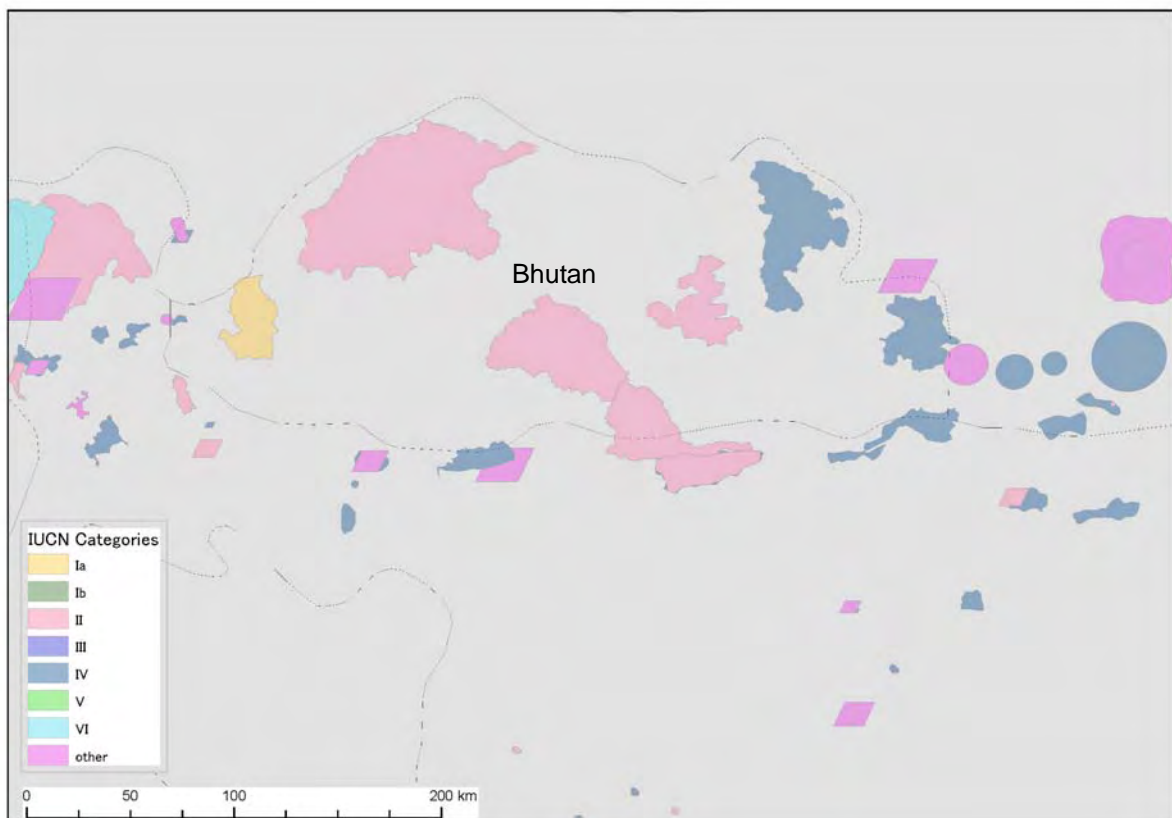 Bhutan
IUCN Categories
Ia
Ib
II
III
IV
V
VI
other
0 50 100 200 km